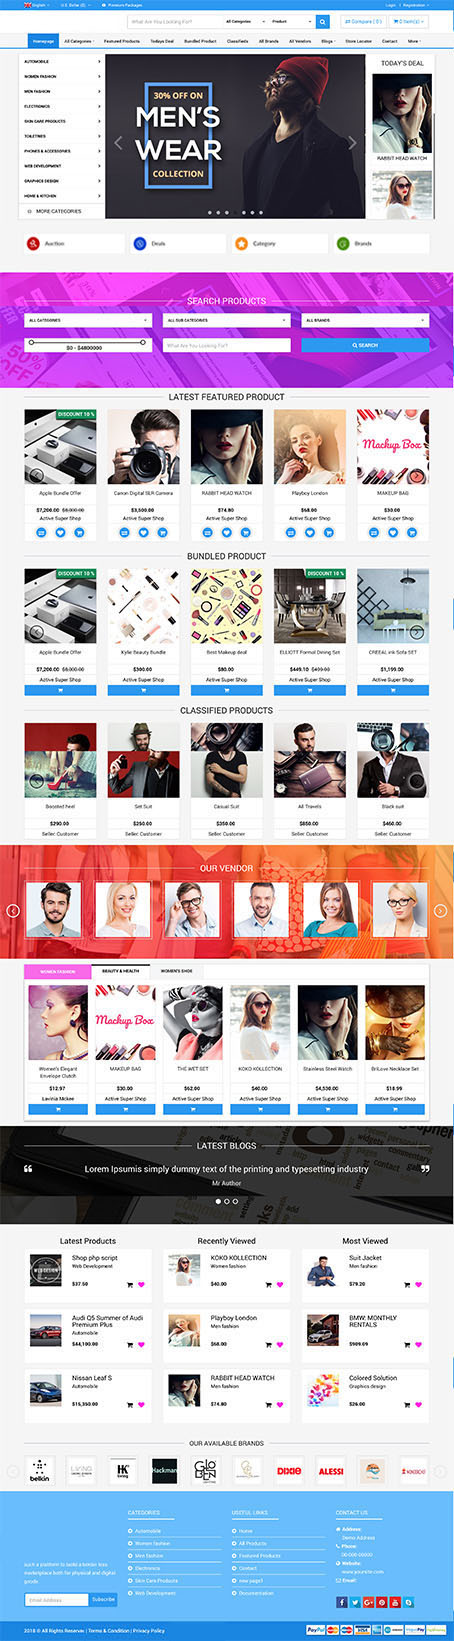 English U.S. Dollar ($) Premium Packages Login | Registration
What Are You Looking For? All Categories Product Compare ( 0 ) 0 Item(s)
Homepage All Categories Featured Products Todays Deal Bundled Product Classifieds All Brands All Vendors Blogs Store Locator Contact More
AUTOMOBILE
WOMEN FASHION
MEN FASHION
ELECTRONICS
SKIN CARE PRODUCTS
TOILETRIES
PHONES & ACCESSORIES
WEB DEVELOPMENT
GRAPHICS DESIGN
HOME & KITCHEN
MORE CATEGORIES
30% OFF ON
MEN'S
WEAR
COLLECTION
TODAY'S DEAL
RABBIT HEAD WATCH
Auction Deals Category Brands
SEARCH PRODUCTS
ALL CATEGORIES ALL SUB CATEGORIES ALL BRANDS
$0 - $4800000 What Are You Looking For? SEARCH
LATEST FEATURED PRODUCT
DISCOUNT 10 %
Mackup Box
Apple Bundle Offer Canon Digital SLR Camera RABBIT HEAD WATCH Playboy London MAKEUP BAG
$7,200.00 $8,000.00 $3,500.00 $74.80 $68.00 $30.00
Active Super Shop Active Super Shop Active Super Shop Active Super Shop Active Super Shop
BUNDLED PRODUCT
DISCOUNT 10 % DISCOUNT 10 %
Apple Bundle Offer Kylie Beauty Bundle Best Makeup deal ELLIOTT Formal Dining Set CREEAL ink Sofa SET
$7,200.00 $8,000.00 $300.00 $80.00 $449.10 $499.00 $1,199.00
Active Super Shop Active Super Shop Active Super Shop Active Super Shop Active Super Shop
CLASSIFIED PRODUCTS
Boosted heel Set Suit Casual Suit All Travels Black suit
$290.00 $250.00 $350.00 $850.00 $460.00
Seller: Customer Seller: Customer Seller: Customer Seller: Customer Seller: Customer
OUR VENDOR
WOMEN FASHION BEAUTY & HEALTH WOMEN'S SHOE
Mackup Box
Women's Elegant Envelope Clutch MAKEUP BAG THE WET SET KOKO KOLLECTION Stainless Steel Watch BriLove Necklace Set
$12.97 $30.00 $62.00 $40.00 $4,538.00 $18.99
Lavinia Mckee Active Super Shop Active Super Shop Active Super Shop Active Super Shop Active Super Shop
LATEST BLOGS
Lorem Ipsumis simply dummy text of the printing and typesetting industry
Mr Author
Latest Products Recently Viewed Most Viewed
Shop php script KOKO KOLLECTION Suit Jacket
Web Development Women fashion Men fashion
$37.50 $40.00 $79.20
Audi Q5 Summer of Audi Premium Plus Playboy London BMW: MONTHLY RENTALS
Automobile Men fashion Automobile
$44,100.00 $68.00 $909.09
Nissan Leaf S RABBIT HEAD WATCH Colored Solution
Automobile Men fashion Graphics design
$16,350.00 $74.80 $26.00
OUR AVAILABLE BRANDS
belkin LIVING HK living Hackman GLOBEN DIXIE ALESSI
CATEGORIES USEFUL LINKS CONTACT US
Automobile Home Address:
Women fashion All Products Demo Address
Men fashion Featured Products Phone:
Electronics Contact 00-000-00000
Skin Care Products new page1 Website:
Web Development Documentation www.yoursite.com
Email:
such a platform to build a border less marketplace both for physical and digital goods.
Email Address Subscribe
2018 © All Rights Reserved | Terms & Condition | Privacy Policy PayPal